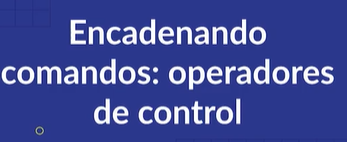 Encadenando
comandos: operadores
de control